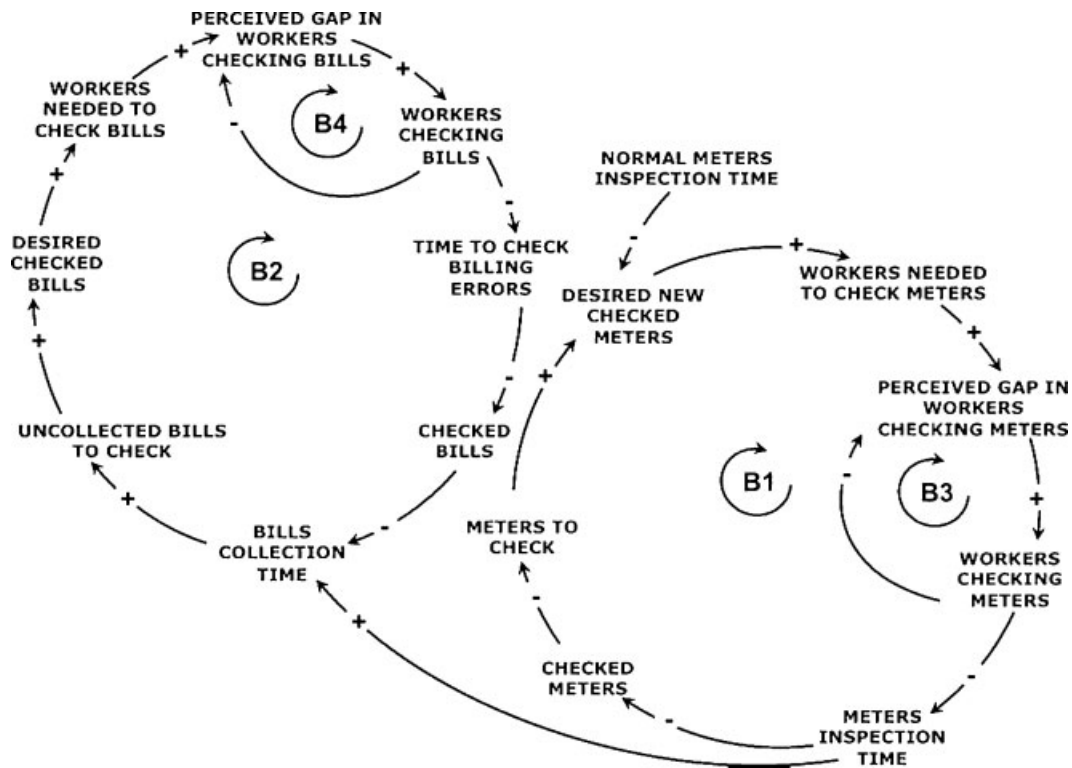 PERCEIVED GAP IN
WORKERS
CHECKING BILLS
+
+
WORKERS
NEEDED TO
CHECK BILLS
-
B4
WORKERS
CHECKING
BILLS
NORMAL METERS
INSPECTION TIME
+
-
-
DESIRED
CHECKED
BILLS
B2
TIME TO CHECK
BILLING
ERRORS
DESIRED NEW
CHECKED
METERS
+
WORKERS NEEDED
TO CHECK METERS
+
+
-
+
PERCEIVED GAP IN
WORKERS
CHECKING METERS
UNCOLLECTED BILLS
TO CHECK
CHECKED
BILLS
B1
-
B3
+
+
-
BILLS
COLLECTION
TIME
METERS TO
CHECK
WORKERS
CHECKING
METERS
-
+
CHECKED
METERS
-
-
METERS
INSPECTION
TIME